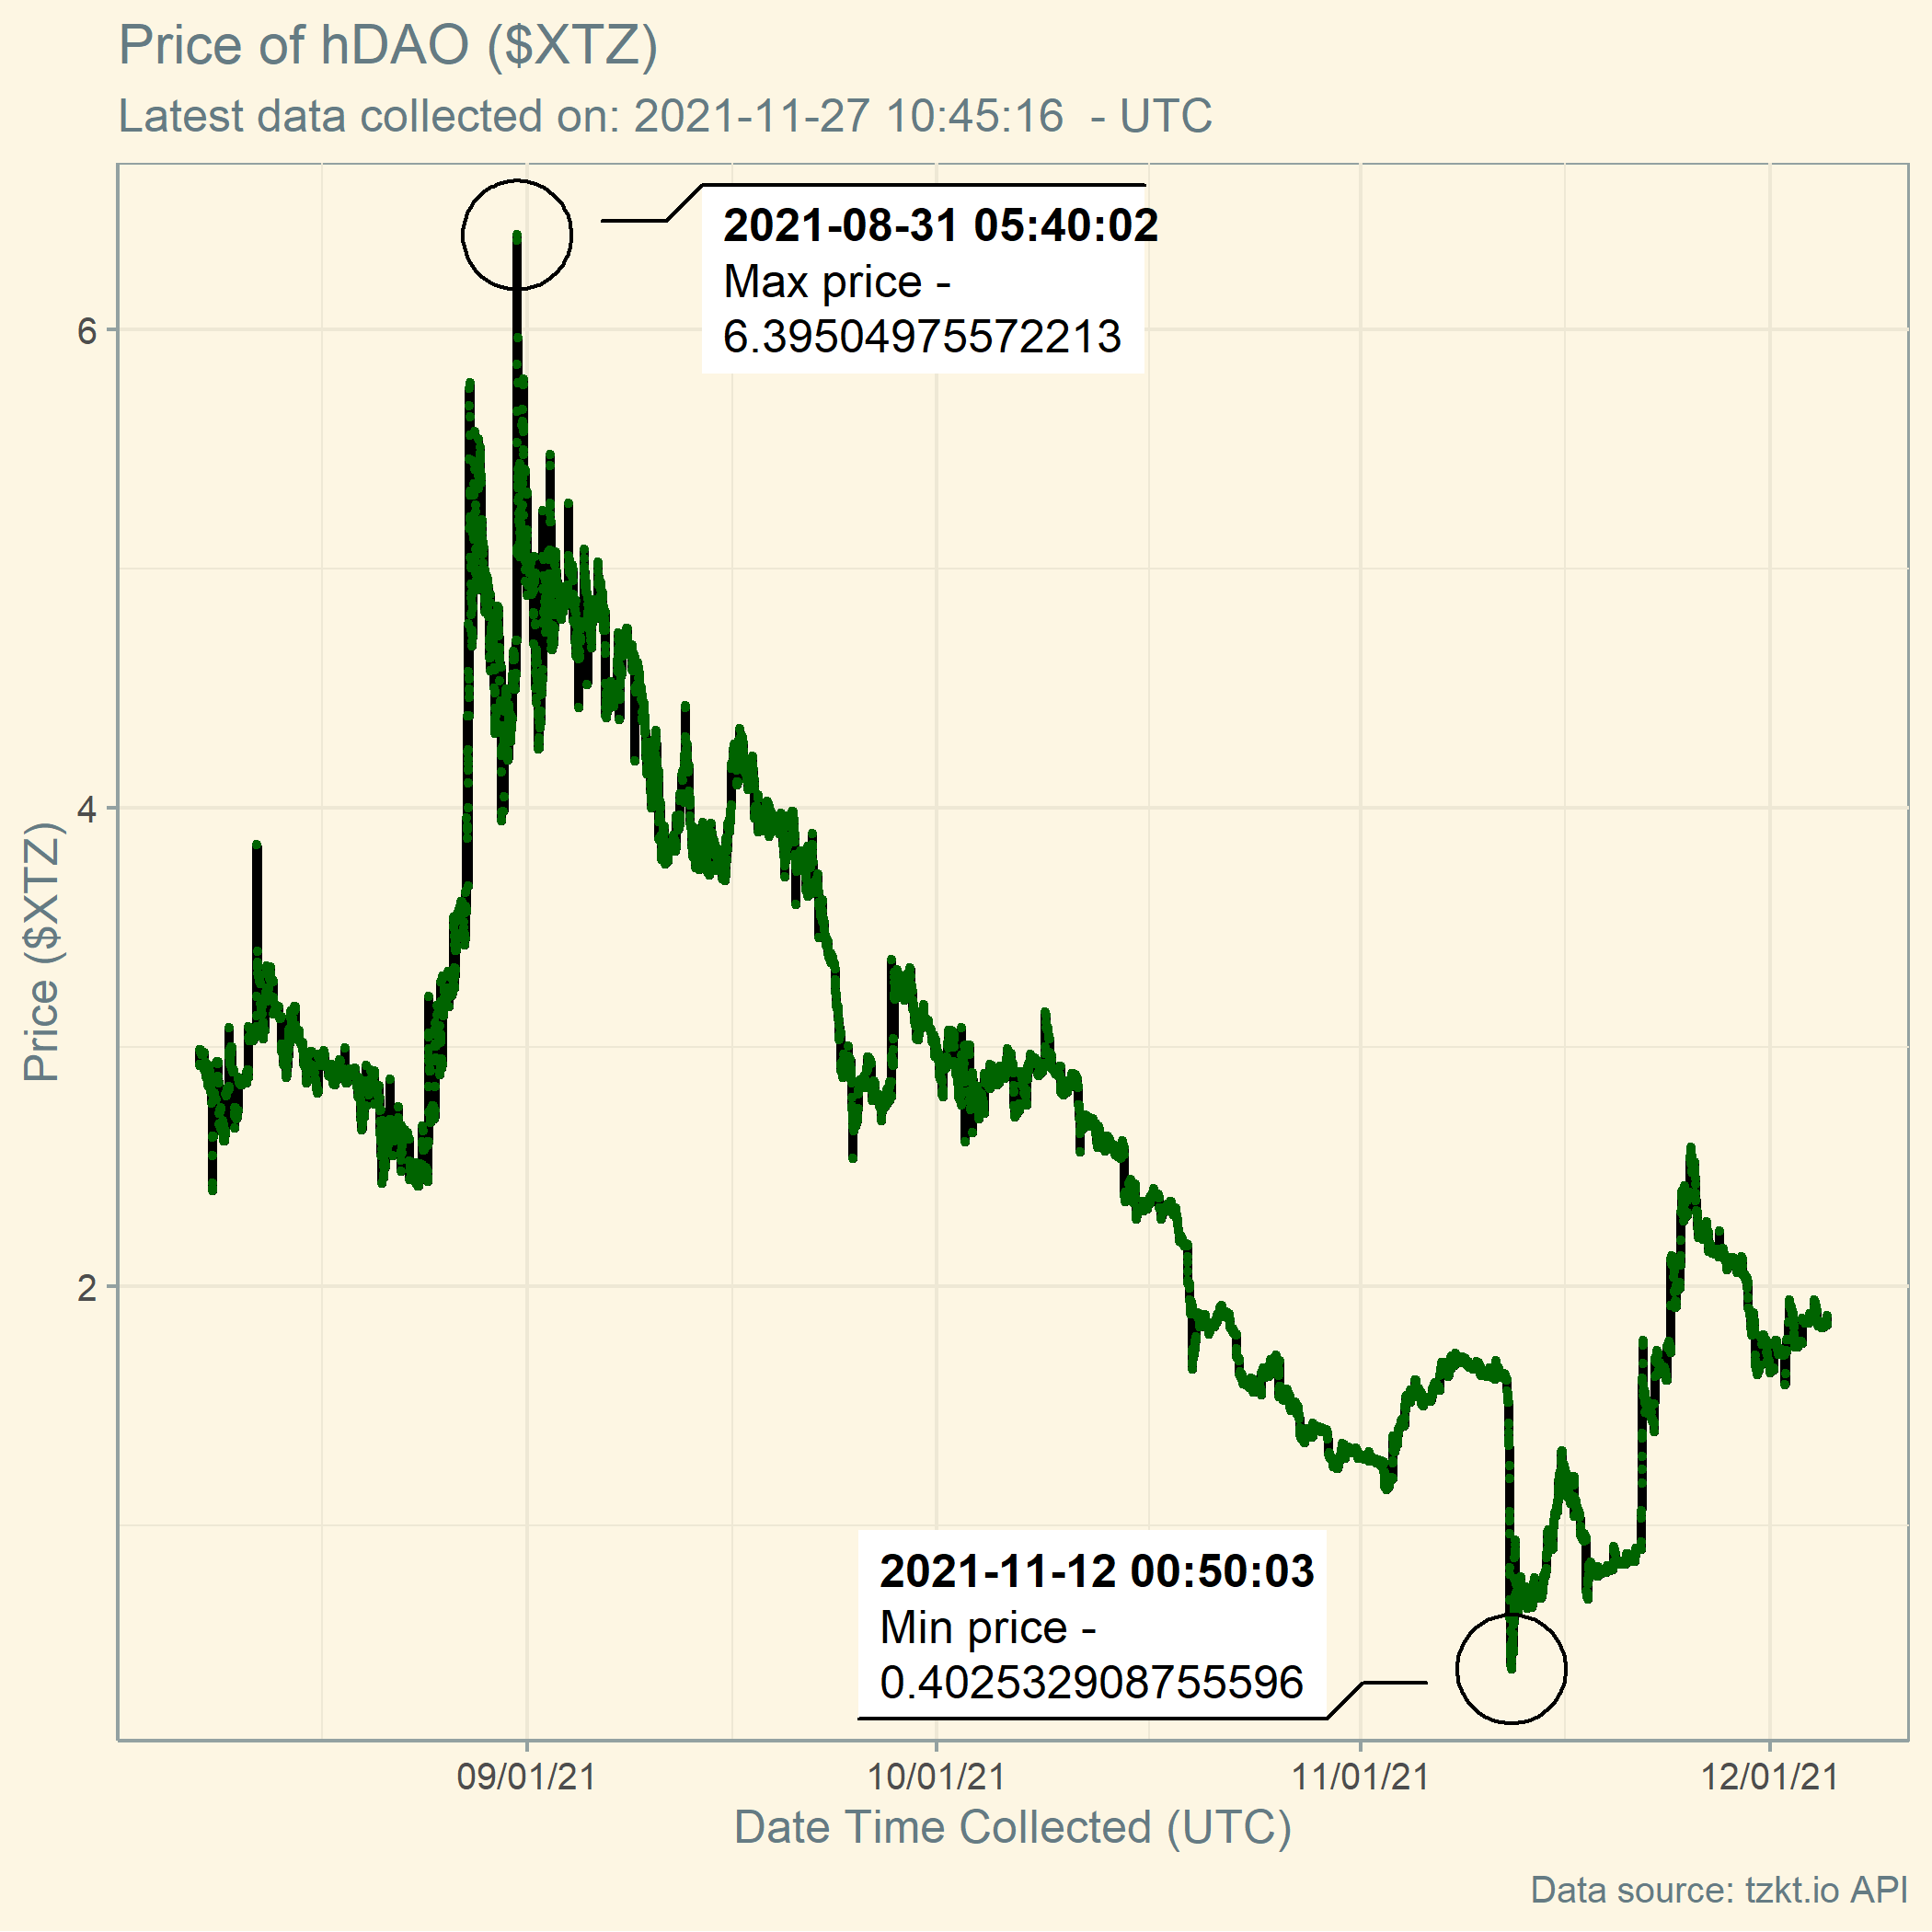 Price of hDAO ($XTZ)
Latest data collected on: 2021-11-27 10:45:16  - UTC
2021-08-31 05:40:02
Max price -
6.39504975572213
6
4
2
Price ($XTZ)
2021-11-12 00:50:03
Min price -
0.402532908755596
09/01/21
10/01/21
11/01/21
12/01/21
Date Time Collected (UTC)
Data source: tzkt.io API